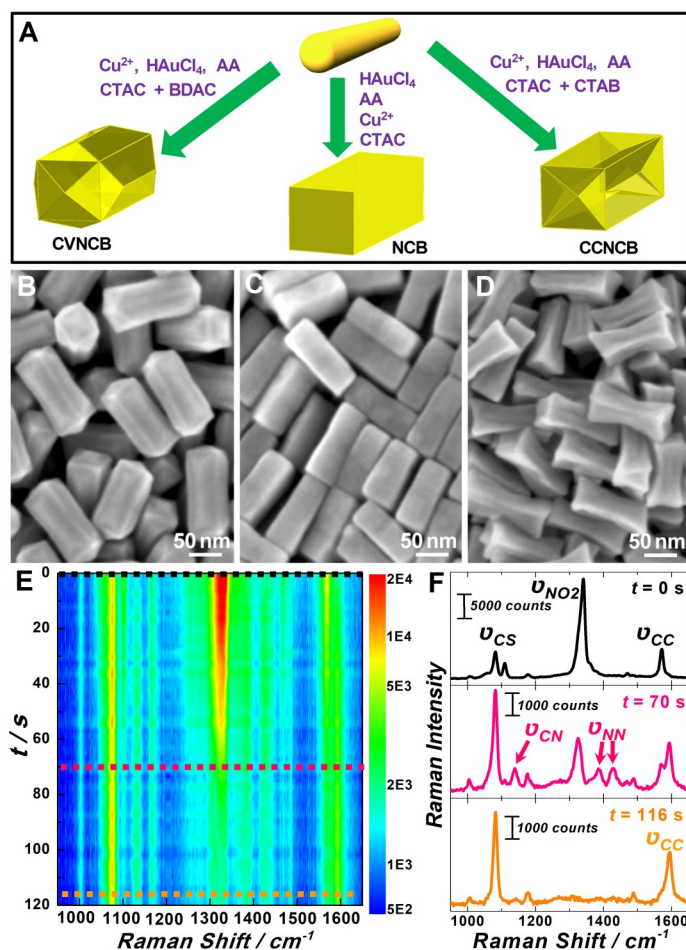 A
Cu2+, HAuCl4, AA
CTAC + BDAC
HAuCl4
AA
Cu2+
CTAC
Cu2+, HAuCl4, AA
CTAC + CTAB
CVNCB
NCB
CCNCB
B
50 nm
C
50 nm
D
50 nm
E
0
20
40
60
80
100
120
t / s
1000 1100 1200 1300 1400 1500 1600
Raman Shift / cm-1
2E4
1E4
5E3
2E3
1E3
5E2
F
υNO2
t = 0 s
5000 counts
υCS
υCC
1000 counts
t = 70 s
υCN
υNN
1000 counts
t = 116 s
υCC
Raman Intensity
1000 1200 1400 1600
Raman Shift / cm-1